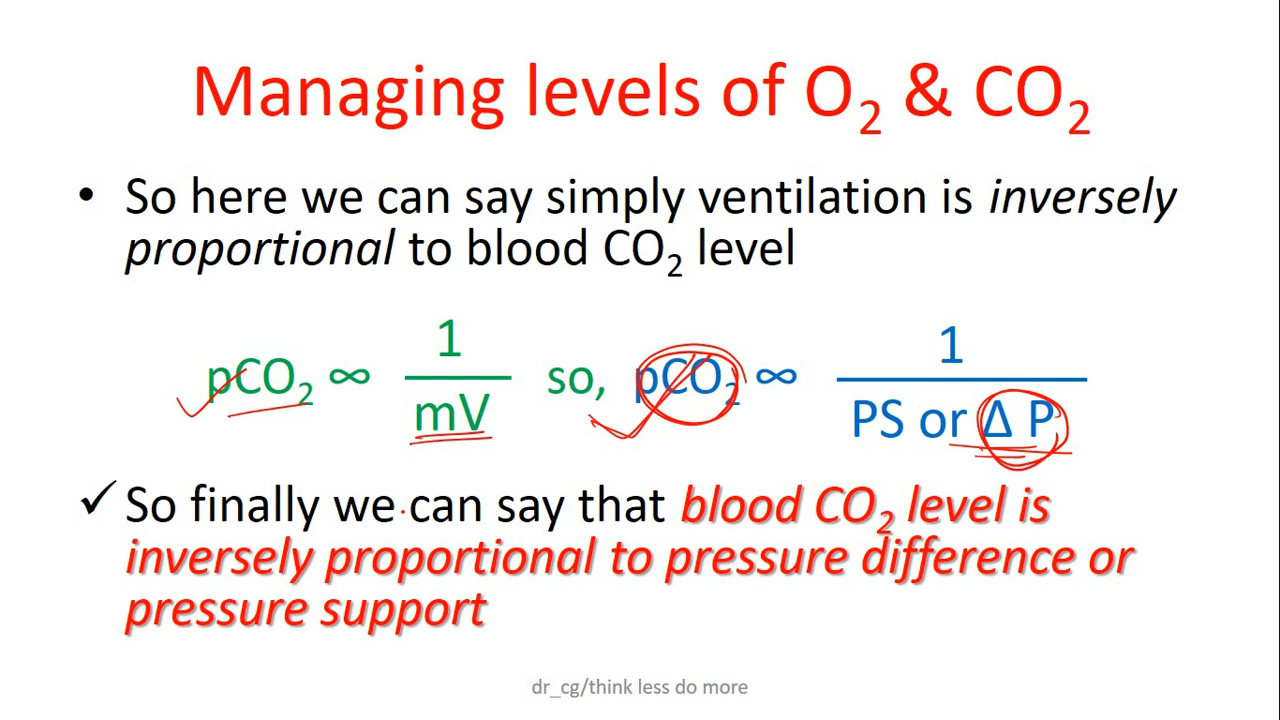 Managing levels of O₂ & CO₂
• So here we can say simply ventilation is inversely
proportional to blood CO₂ level
pCO₂ ∞ 1/mV so, pCO₂ ∞ 1/PS or Δ P
✓ So finally we can say that blood CO₂ level is
inversely proportional to pressure difference or
pressure support
dr_cg/think less do more